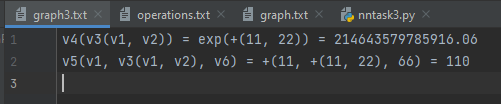 graph3.txt operations.txt graph.txt nntask3.py
1 v4(v3(v1, v2)) = exp(+(11, 22)) = 214643579785916.06
2 v5(v1, v3(v1, v2), v6) = +(11, +(11, 22), 66) = 110
3